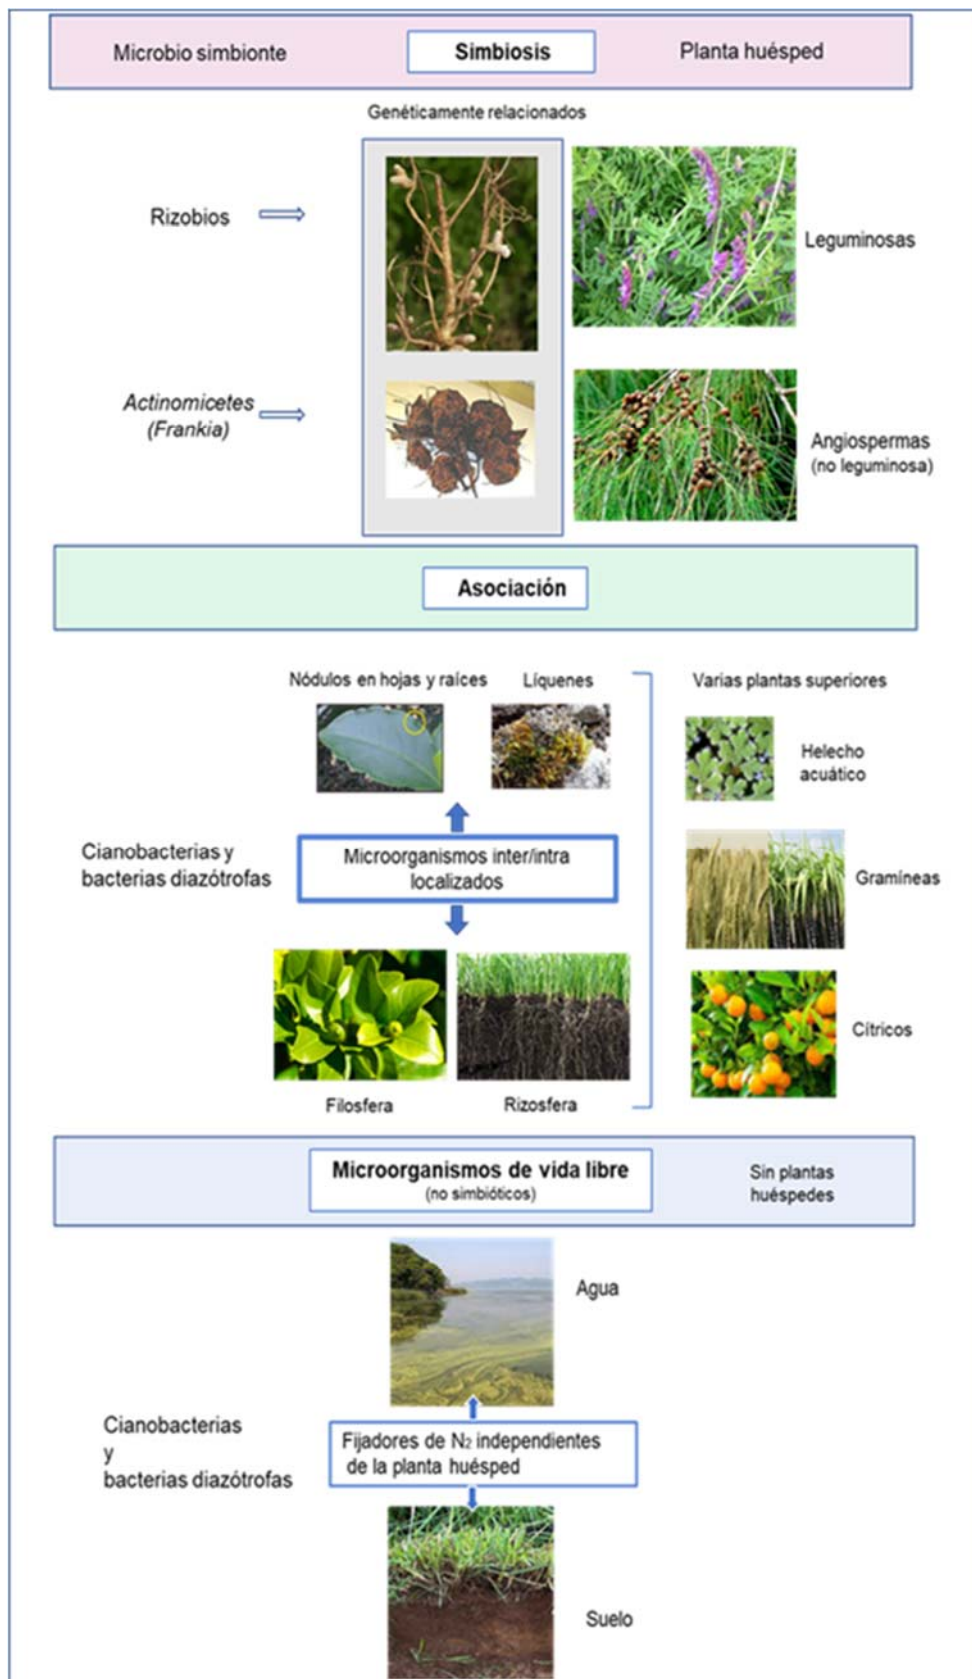 Microbio simbionte
Simbiosis
Planta huésped
Genéticamente relacionados
Rizobios
Leguminosas
Actinomicetes
(Frankia)
Angiospermas
(no leguminosa)
Asociación
Nódulos en hojas y raíces
Líquenes
Varias plantas superiores
Helecho
acuático
Cianobacterias y
bacterias diazótrofas
Microorganismos inter/intra
localizados
Gramíneas
Cítricos
Filosfera
Rizosfera
Microorganismos de vida libre
(no simbióticos)
Sin plantas
huéspedes
Agua
Cianobacterias
y
bacterias diazótrofas
Fijadores de N₂ independientes
de la planta huésped
Suelo